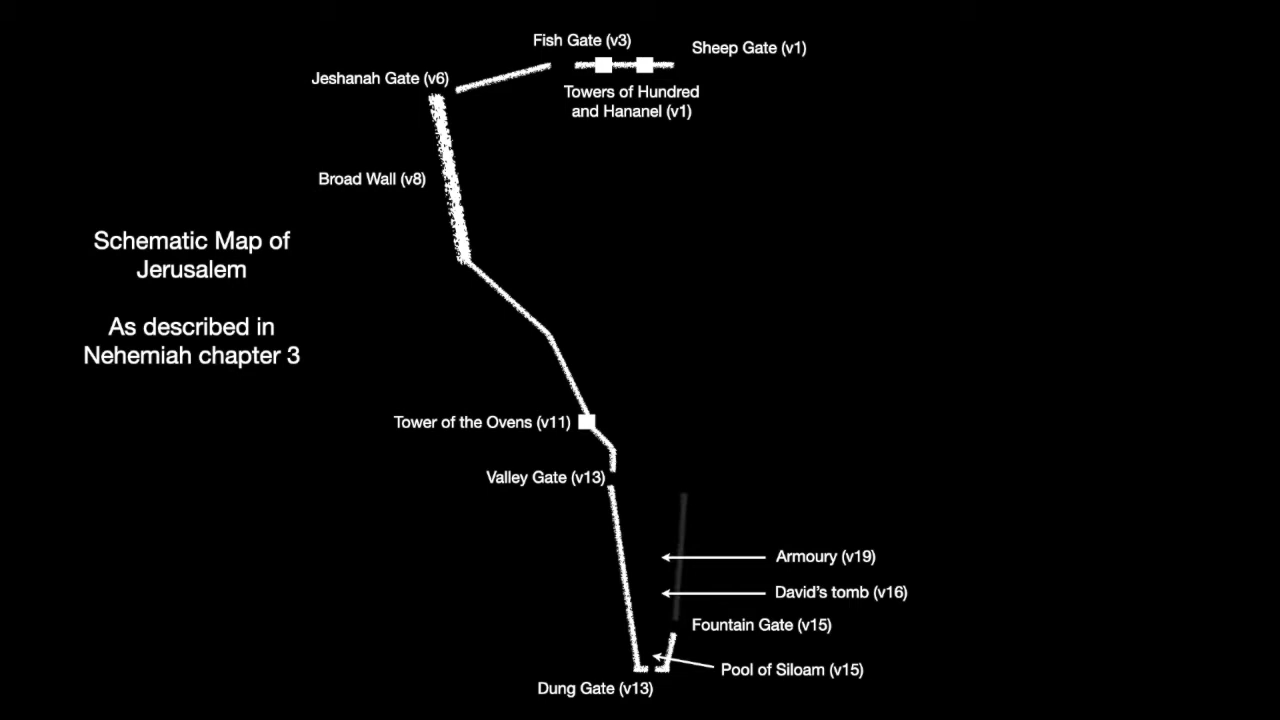 Fish Gate (v3)
Sheep Gate (v1)
Jeshanah Gate (v6)
Towers of Hundred
and Hananel (v1)
Broad Wall (v8)
Schematic Map of
Jerusalem
As described in
Nehemiah chapter 3
Tower of the Ovens (v11)
Valley Gate (v13)
Armoury (v19)
David's tomb (v16)
Fountain Gate (v15)
Pool of Siloam (v15)
Dung Gate (v13)